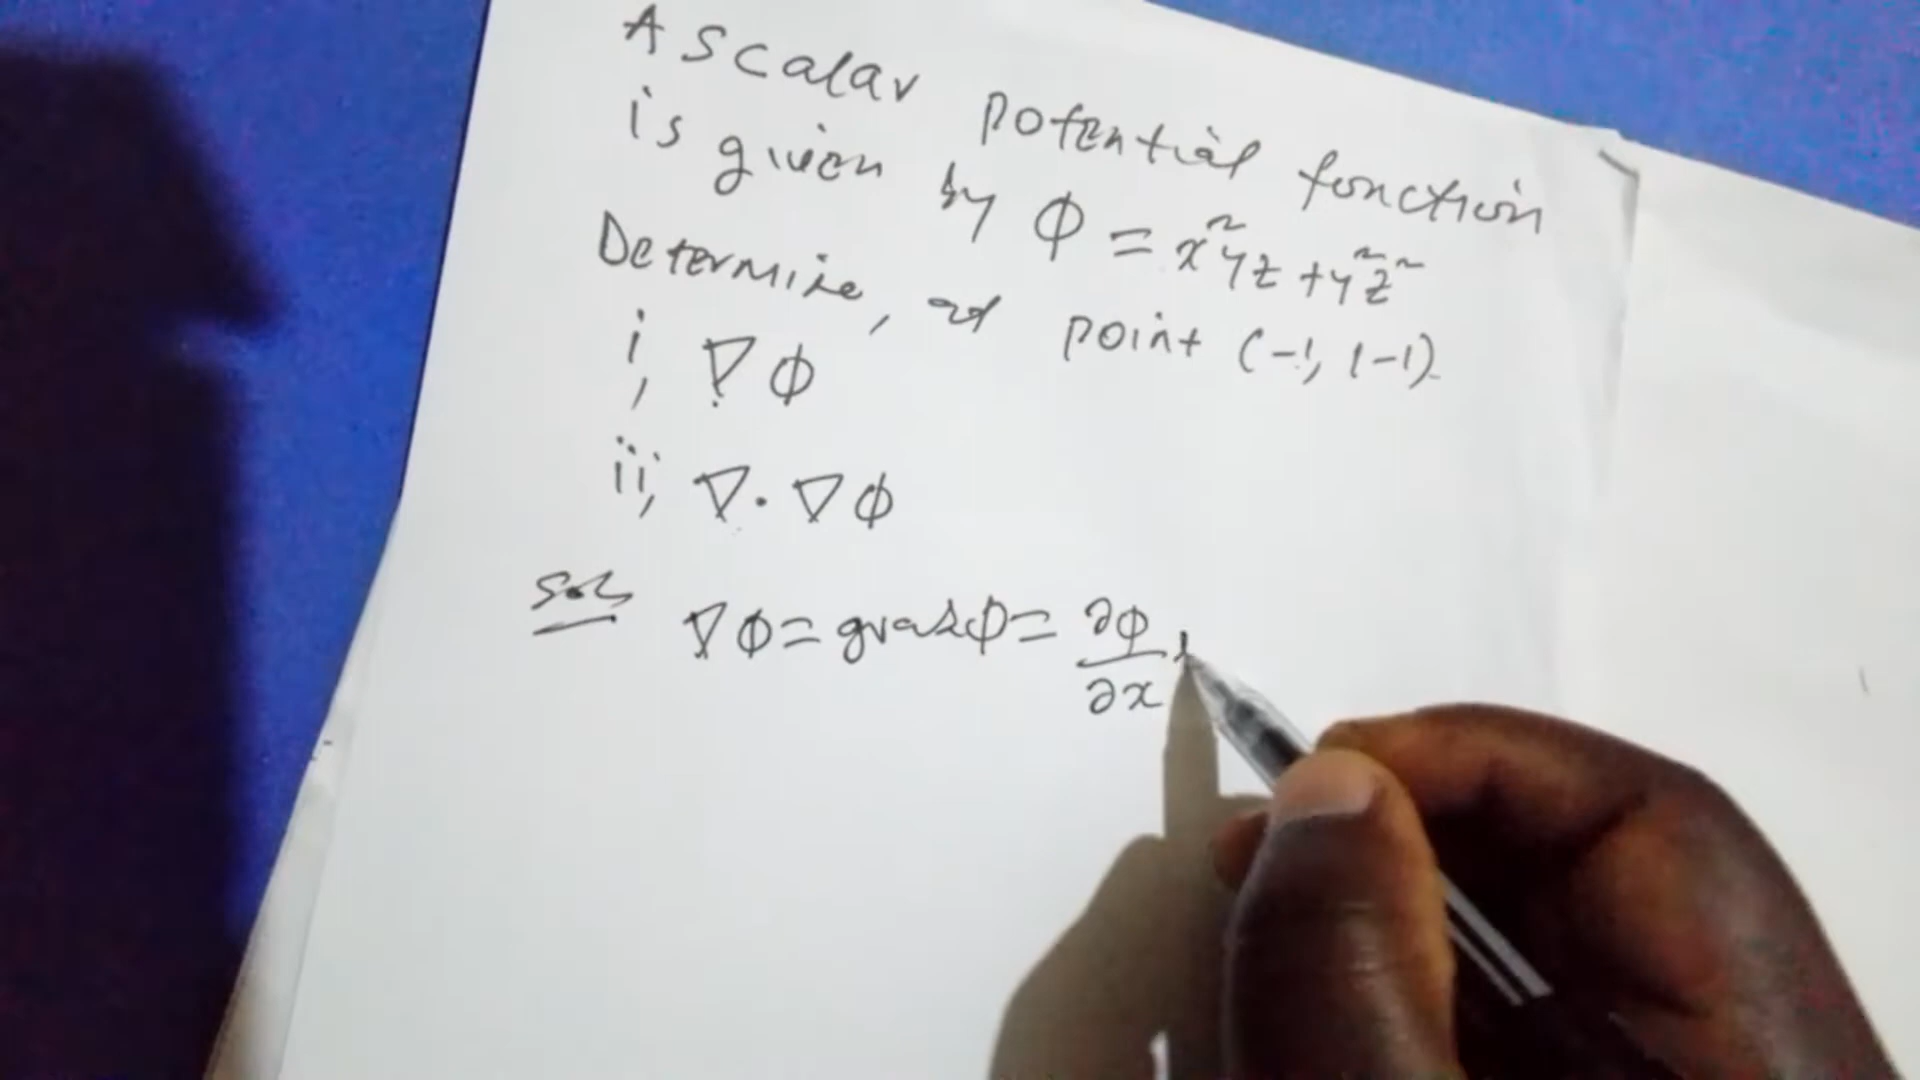 A scalar potential function
is given by ϕ = x²yz + y²z²
Determine, at point (-1, 1-1).
i, ∇ϕ
ii, ∇·∇ϕ
Sol
∇ϕ = gradϕ = ∂ϕ/∂x i